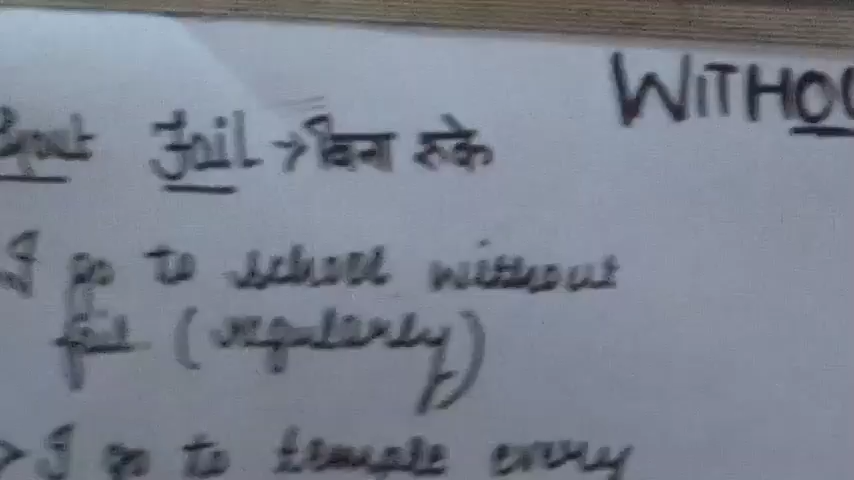 WITHOU
Fail → बिना रुके
I go to school without
fail (regularly)
> I go to temple every